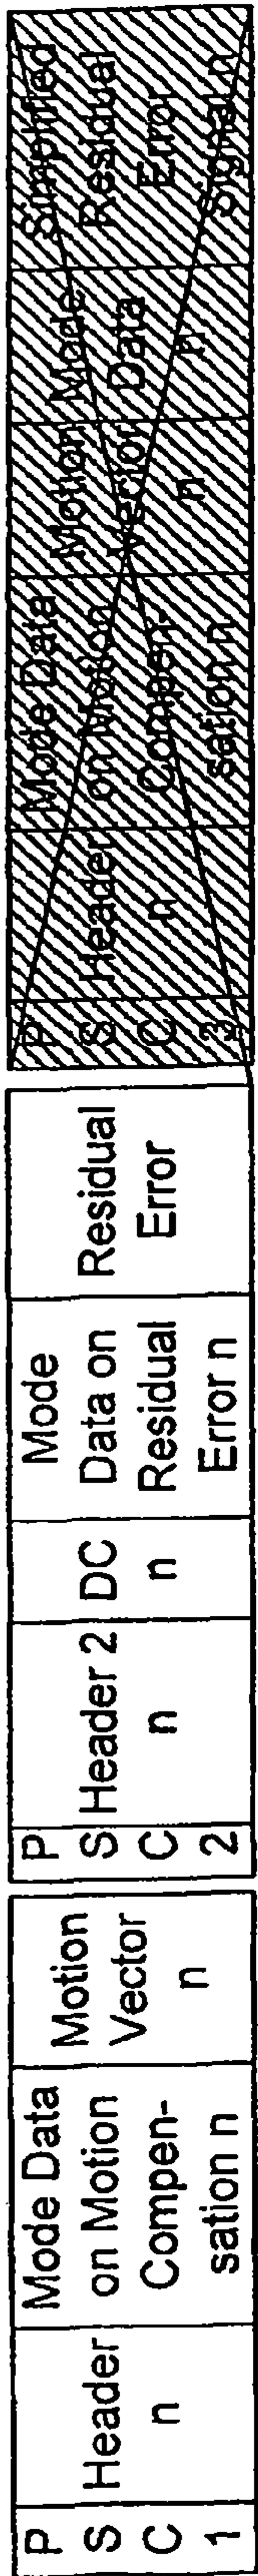 P
S
C
1
Header
n
Mode Data
on Motion
Compen-
sation n
Motion
Vector
n
P
S
C
2
Header 2
n
DC
n
Mode
Data on
Residual
Error n
Residual
Error
P
S
C
3
Header
n
Mode Data
on Motion
Compen-
sation n
Motion
Vector
n
Mode
Data
n
Simplified
Residual
Error
Signal n